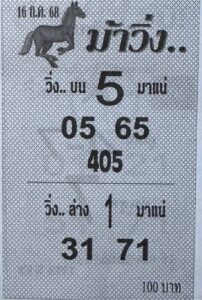 16 ก.ค. 68
ม้าวิ่ง..
วิ่ง.. บน 5 มาแน่
05 65
405
วิ่ง.. ล่าง 1 มาแน่
31 71
100 บาท